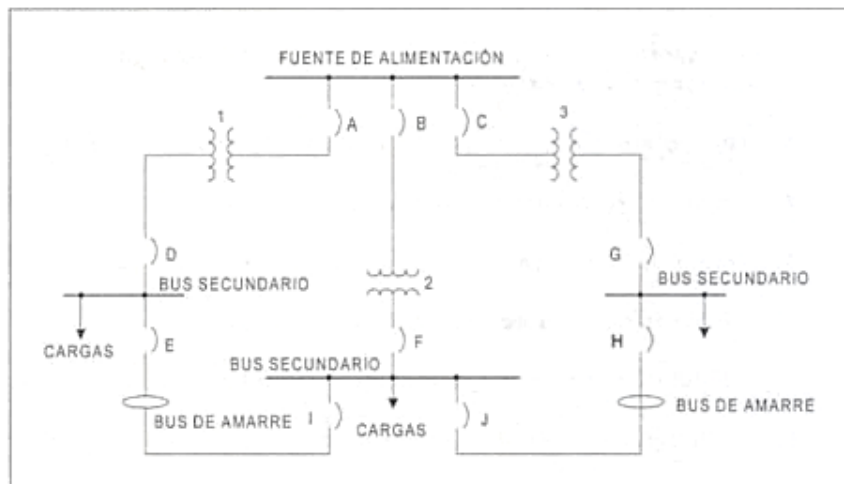 FUENTE DE ALIMENTACIÓN
1
A
B
C
3
D
G
BUS SECUNDARIO
2
BUS SECUNDARIO
CARGAS
E
F
H
BUS SECUNDARIO
BUS DE AMARRE
I
CARGAS
J
BUS DE AMARRE